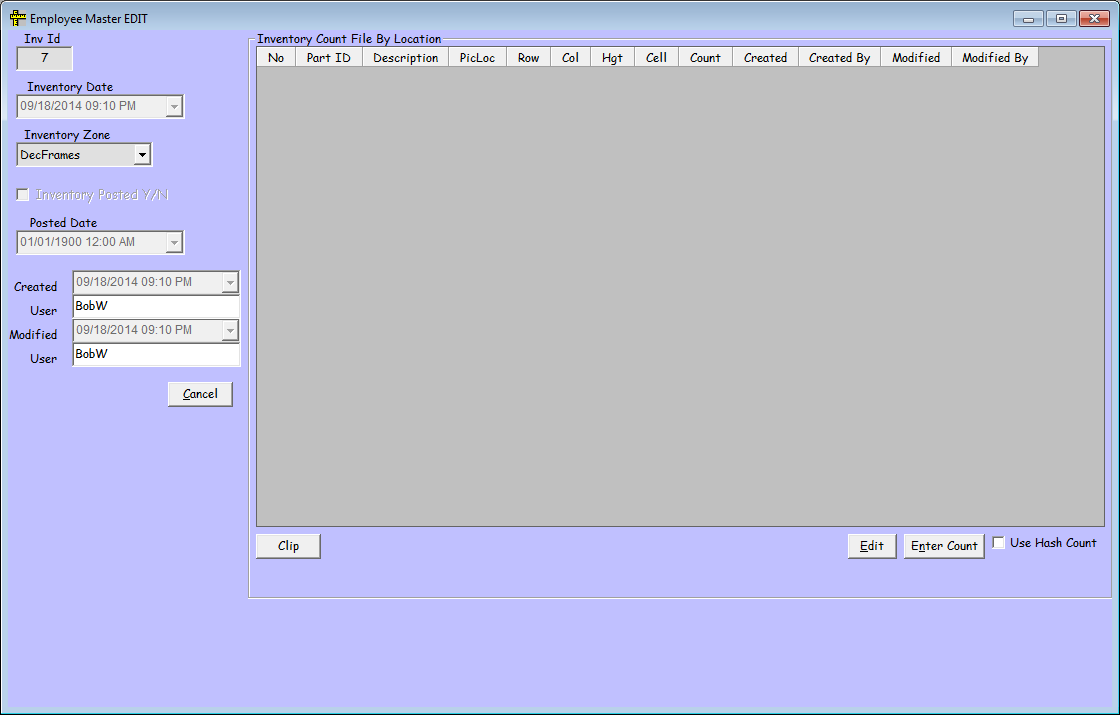 Employee Master EDIT
Inv Id
7
Inventory Date
09/18/2014 09:10 PM
Inventory Zone
DecFrames
Inventory Posted Y/N
Posted Date
01/01/1900 12:00 AM
Created
09/18/2014 09:10 PM
User
BobW
Modified
09/18/2014 09:10 PM
User
BobW
Cancel
Inventory Count File By Location
No Part ID Description PicLoc Row Col Hgt Cell Count Created Created By Modified Modified By
Clip Edit Enter Count Use Hash Count